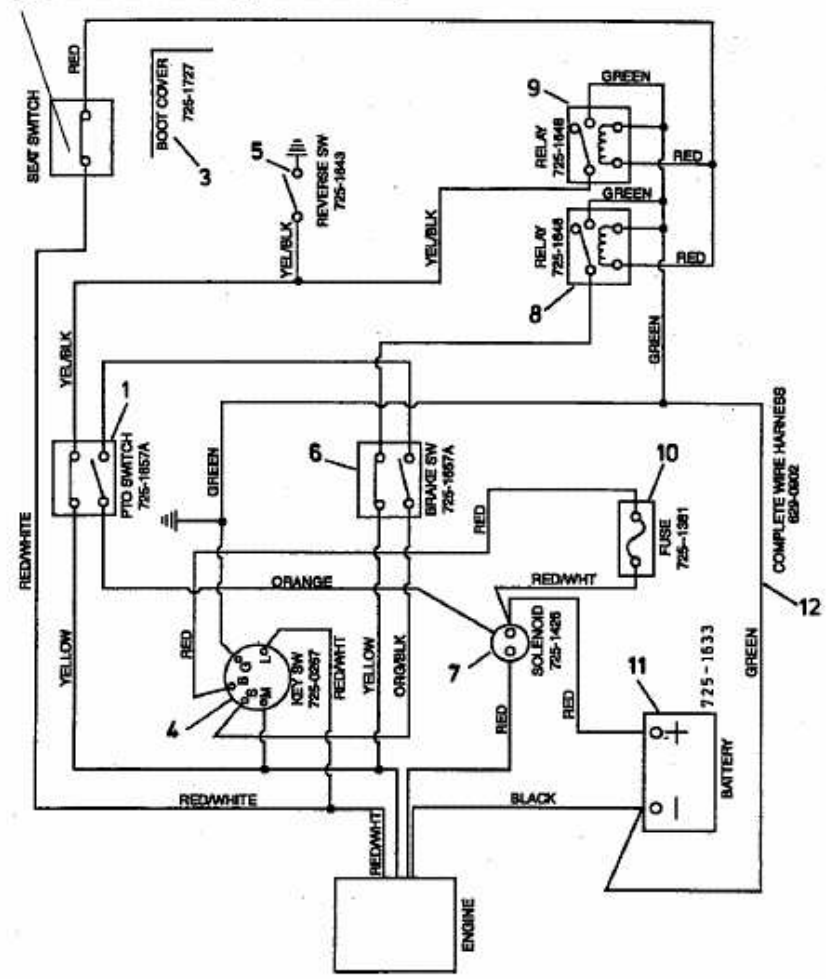 RED
SEAT SWITCH
BOOT COVER
725-1727
3
5
REVERSE SW
725-1643
YEL/BLK
YEL/BLK
9
GREEN
RELAY
725-1648
RED
GREEN
RELAY
725-1648
RED
8
GREEN
YEL/BLK
1
PTO SWITCH
725-1657A
GREEN
6
BRAKE SW
725-1657A
10
FUSE
725-1381
RED
COMPLETE WIRE HARNESS
629-0902
12
RED/WHITE
ORANGE
RED/WHT
SOLENOID
725-1426
7
RED
YELLOW
G
L
B
S
M
KEY SW
725-0267
4
RED/WHT
YELLOW
ORG/BLK
RED
RED
11
725-1633
GREEN
+
−
BATTERY
RED/WHITE
BLACK
RED/WHT
ENGINE